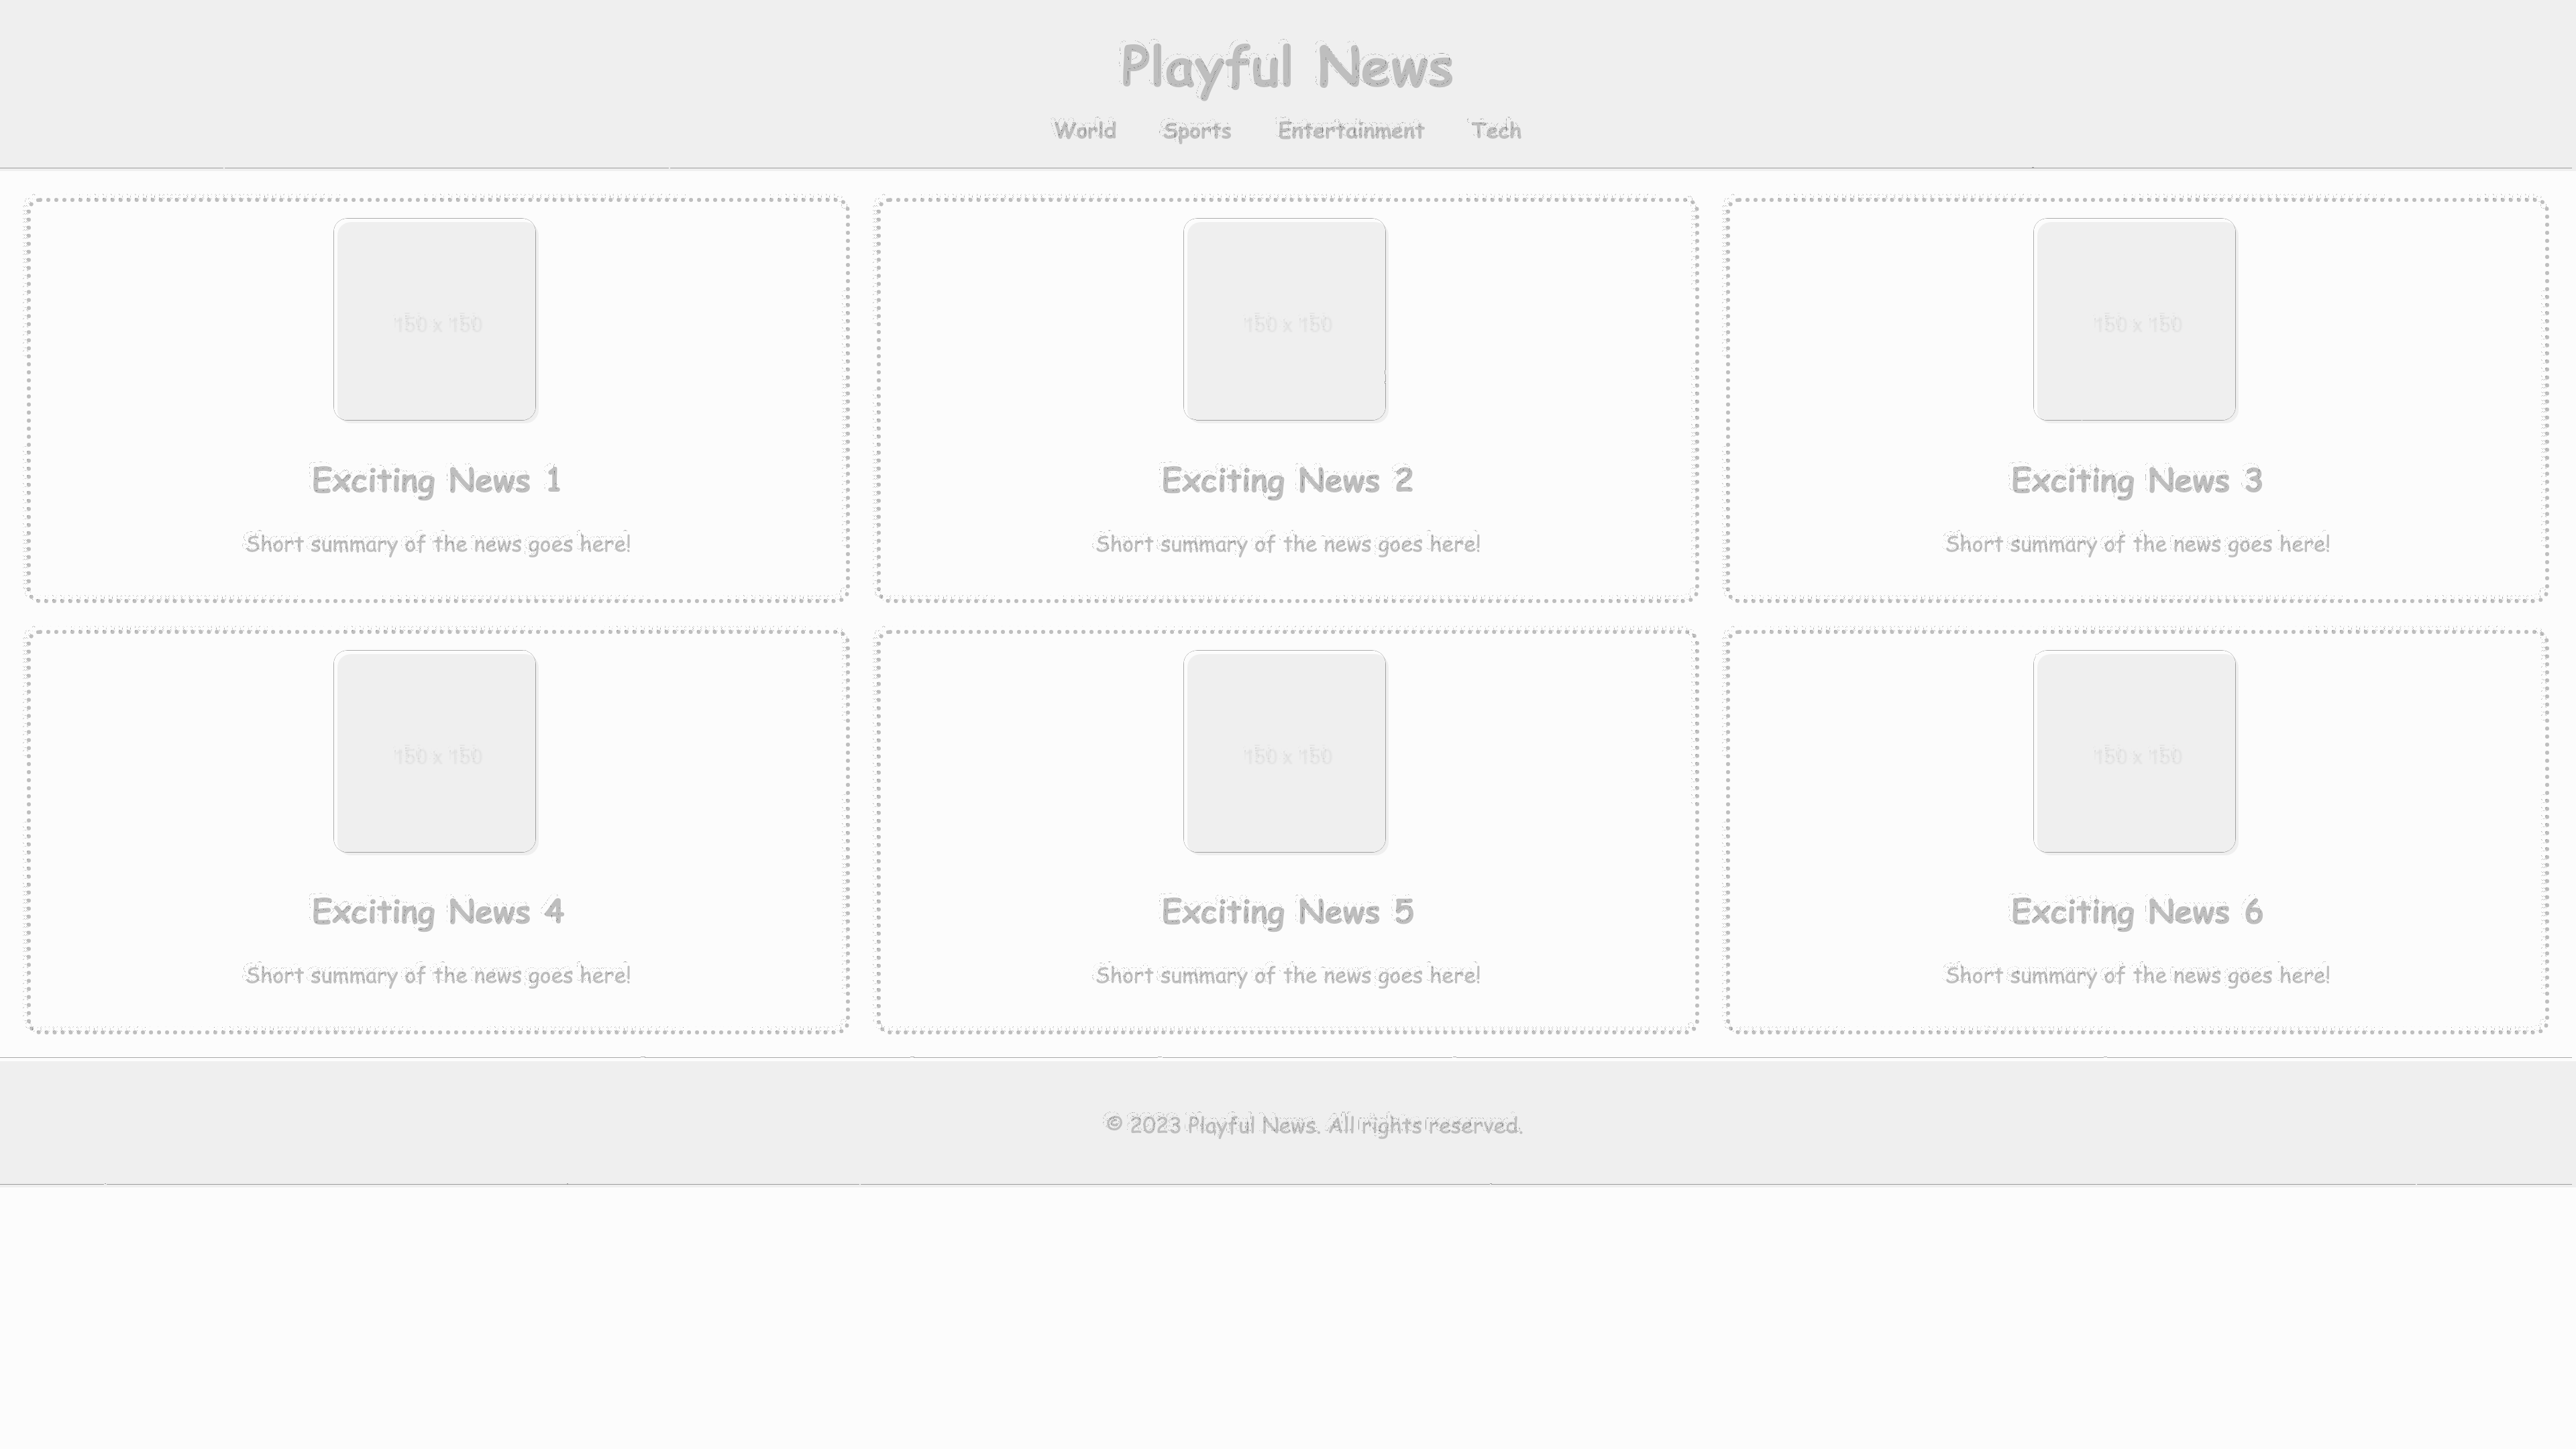 Playful News
World Sports Entertainment Tech
150 x 150 150 x 150 150 x 150
Exciting News 1 Exciting News 2 Exciting News 3
Short summary of the news goes here! Short summary of the news goes here! Short summary of the news goes here!
150 x 150 150 x 150 150 x 150
Exciting News 4 Exciting News 5 Exciting News 6
Short summary of the news goes here! Short summary of the news goes here! Short summary of the news goes here!
© 2023 Playful News. All rights reserved.